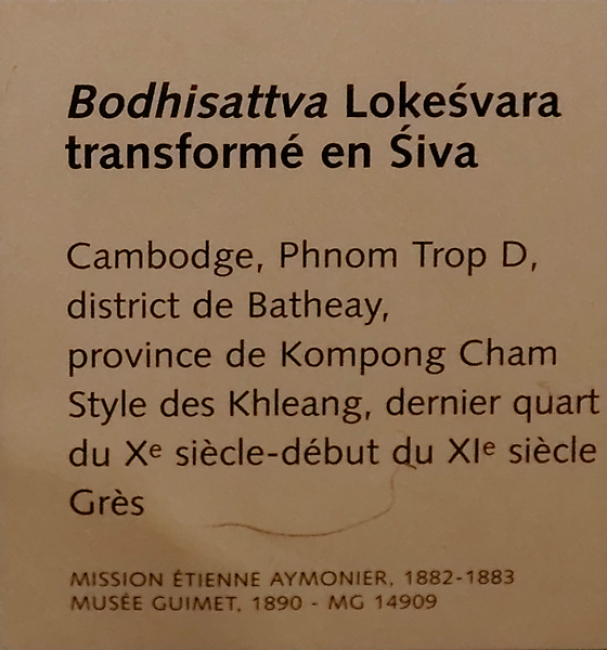 Bodhisattva Lokeśvara
transformé en Śiva
Cambodge, Phnom Trop D,
district de Batheay,
province de Kompong Cham
Style des Khleang, dernier quart
du Xᵉ siècle-début du XIᵉ siècle
Grès
MISSION ÉTIENNE AYMONIER, 1882-1883
MUSÉE GUIMET, 1890 - MG 14909